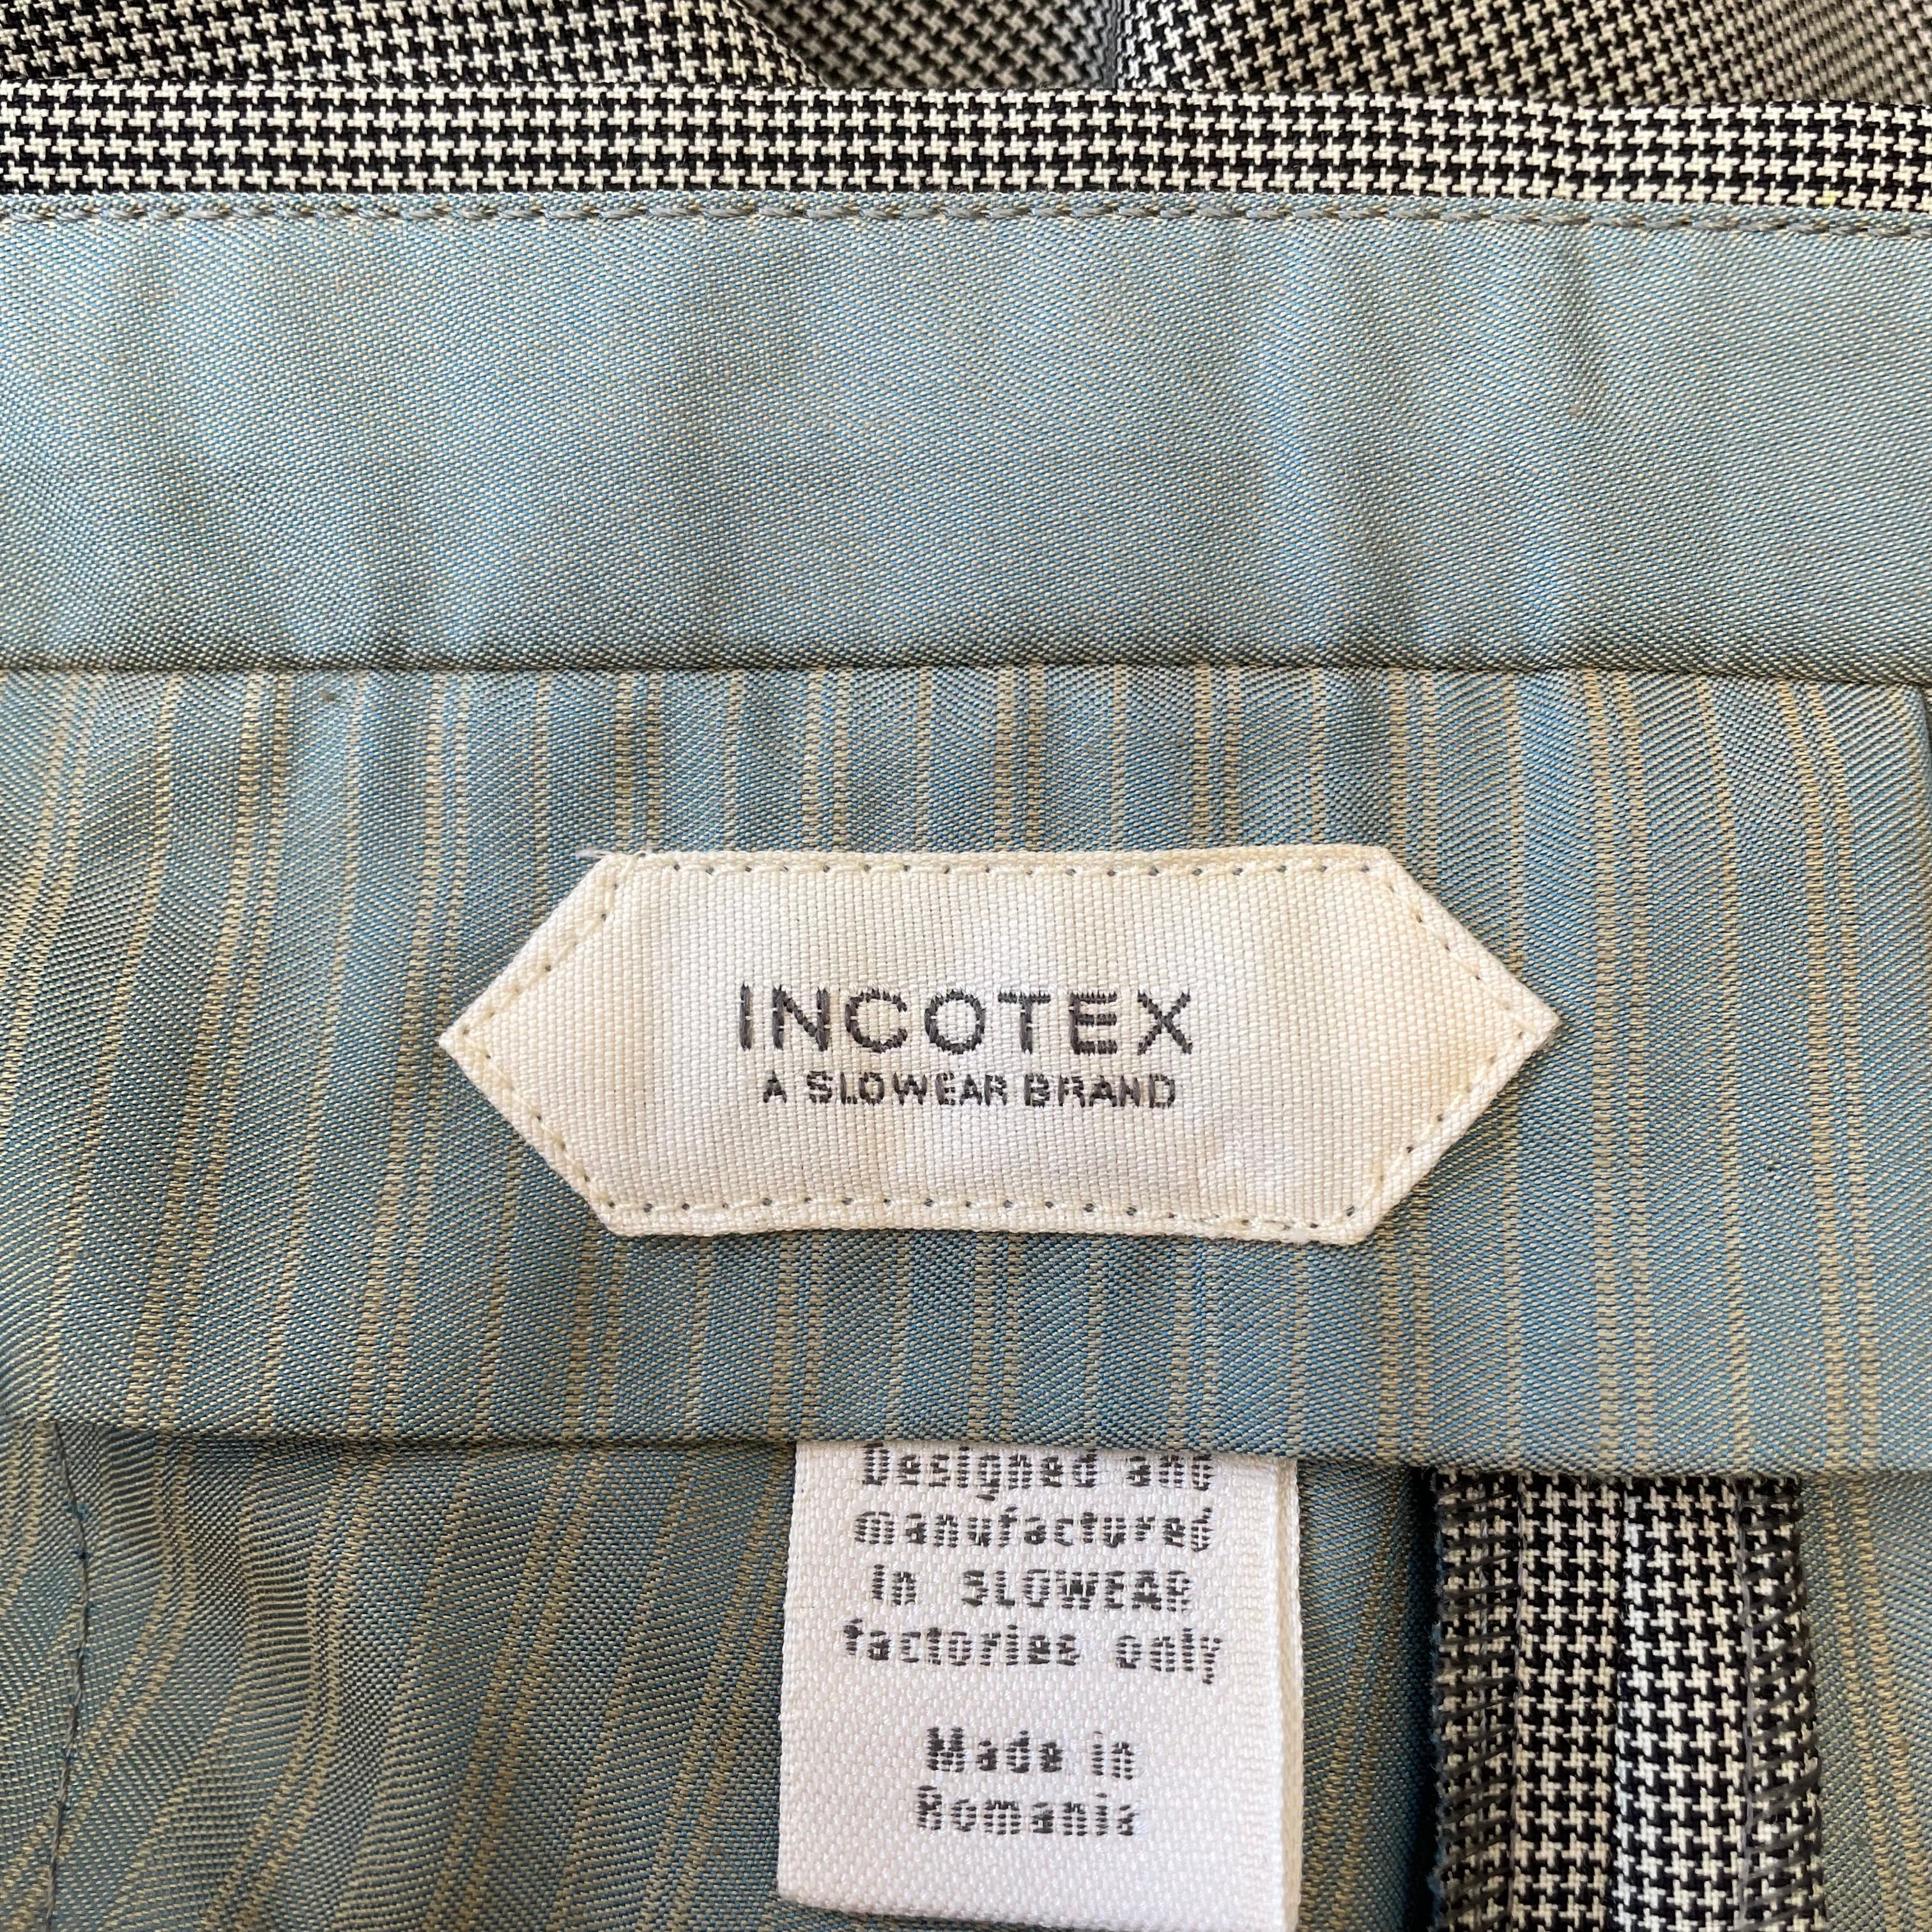 INCOTEX
A SLOWEAR BRAND
Designed and
manufactured
in SLOWEAR
factories only
Made in
Romania